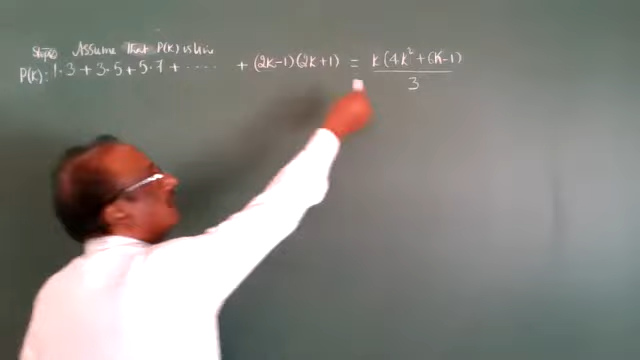 Step② Assume that P(K) is true
P(K): 1.3 + 3.5 + 5.7 + ..... + (2K-1)(2K+1) = K(4K² + 6K-1) / 3